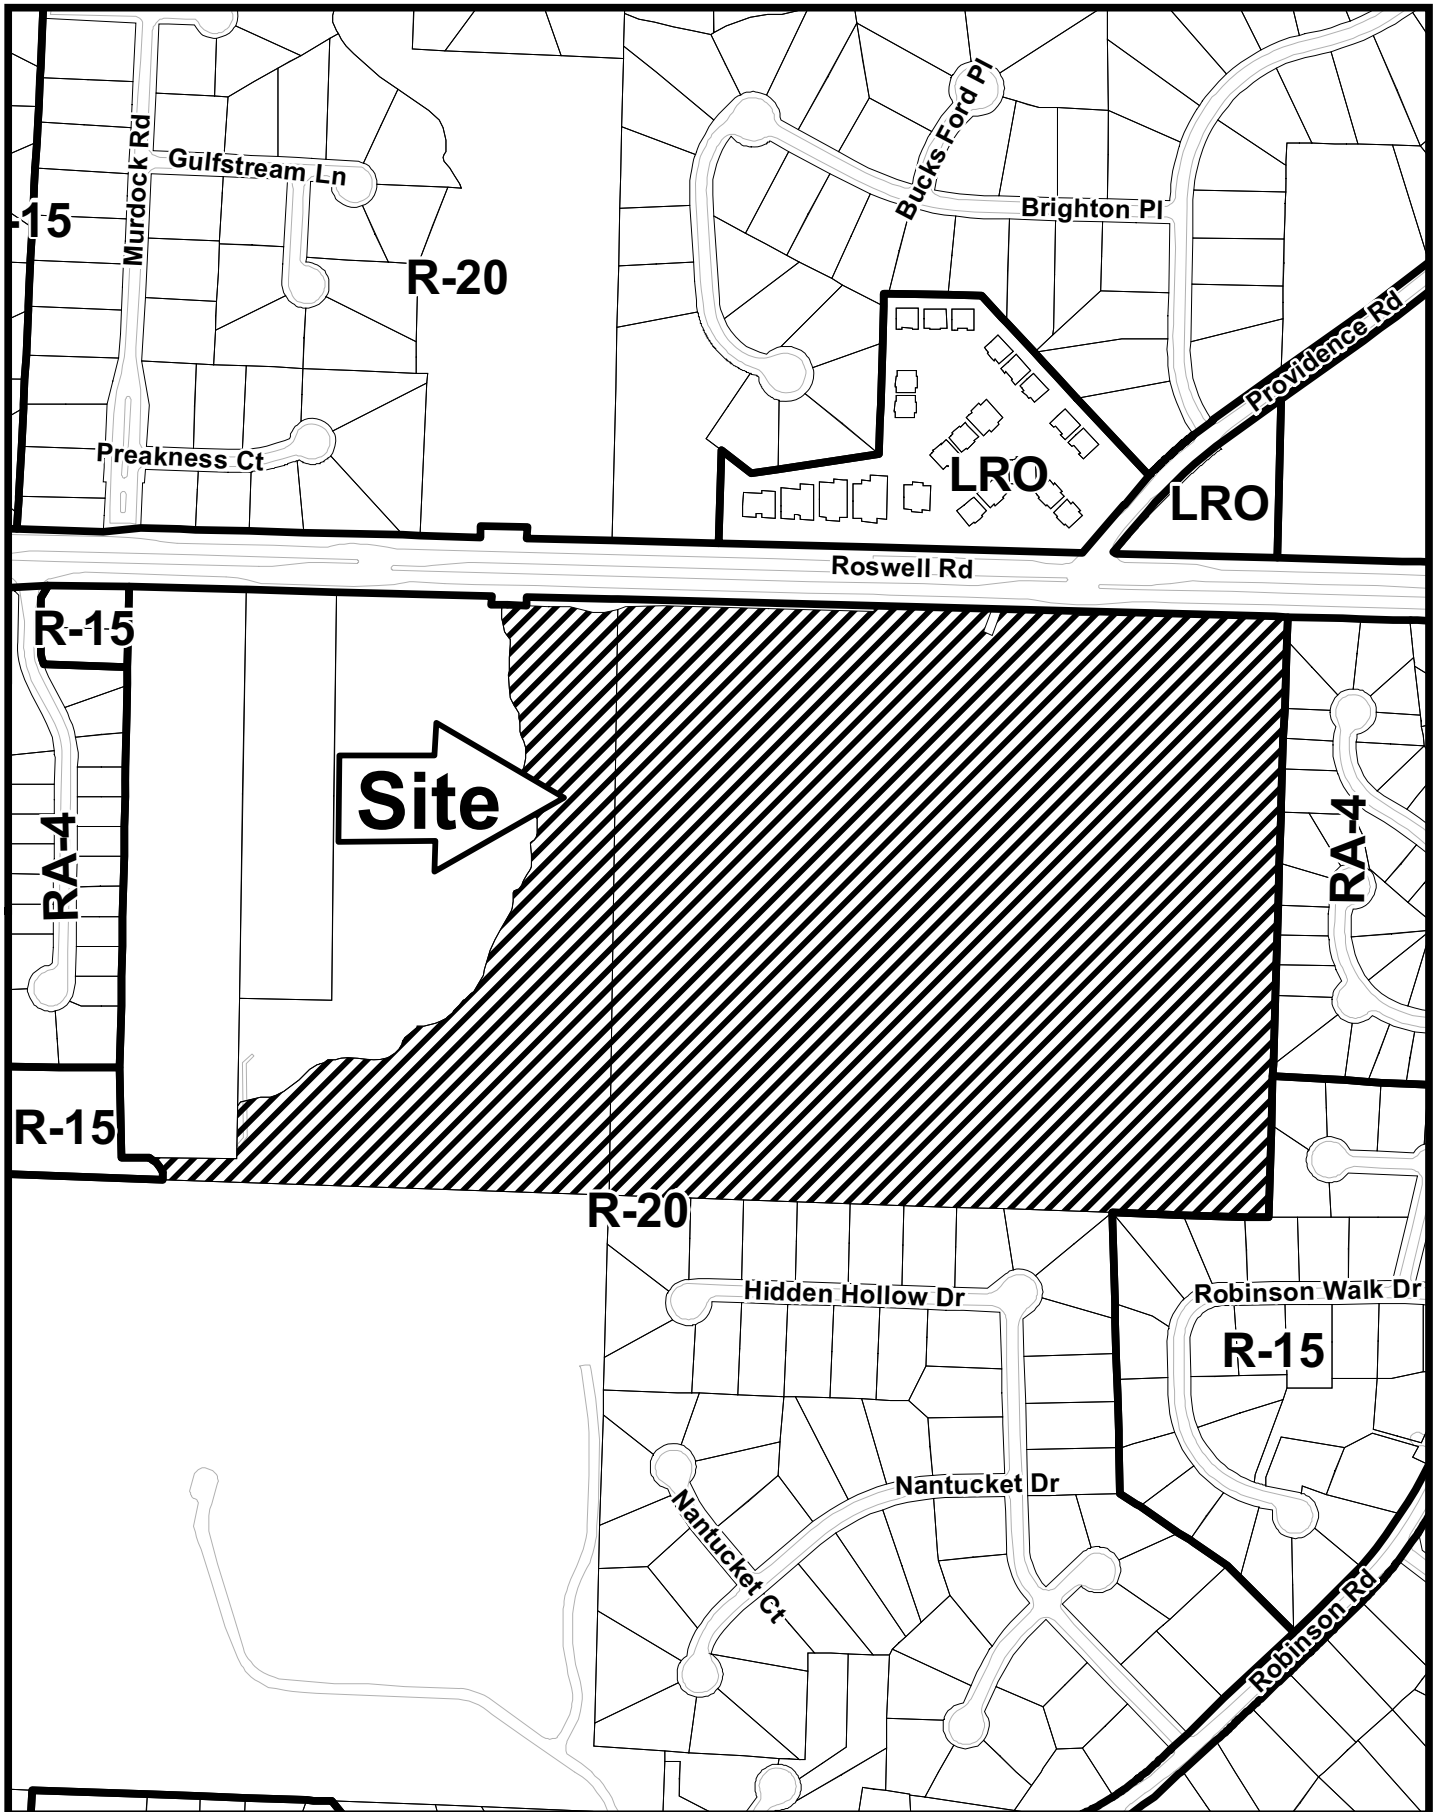 Murdock Rd
Gulfstream Ln
Bucks Ford Pl
Brighton Pl
-15
R-20
Providence Rd
Preakness Ct
LRO
LRO
Roswell Rd
R-15
Site
RA-4
RA-4
R-15
R-20
Hidden Hollow Dr
Robinson Walk Dr
R-15
Nantucket Dr
Nantucket Ct
Robinson Rd